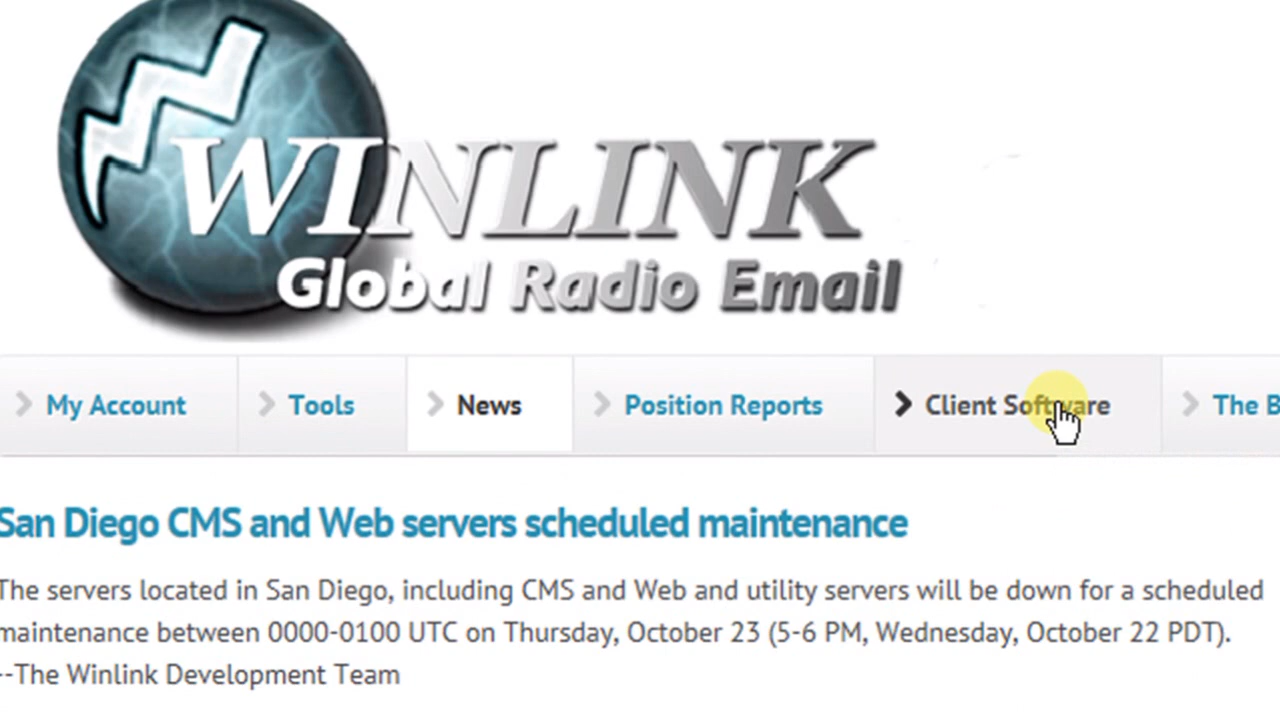 WINLINK
Global Radio Email
My Account Tools News Position Reports Client Software The B
San Diego CMS and Web servers scheduled maintenance
The servers located in San Diego, including CMS and Web and utility servers will be down for a scheduled
maintenance between 0000-0100 UTC on Thursday, October 23 (5-6 PM, Wednesday, October 22 PDT).
--The Winlink Development Team